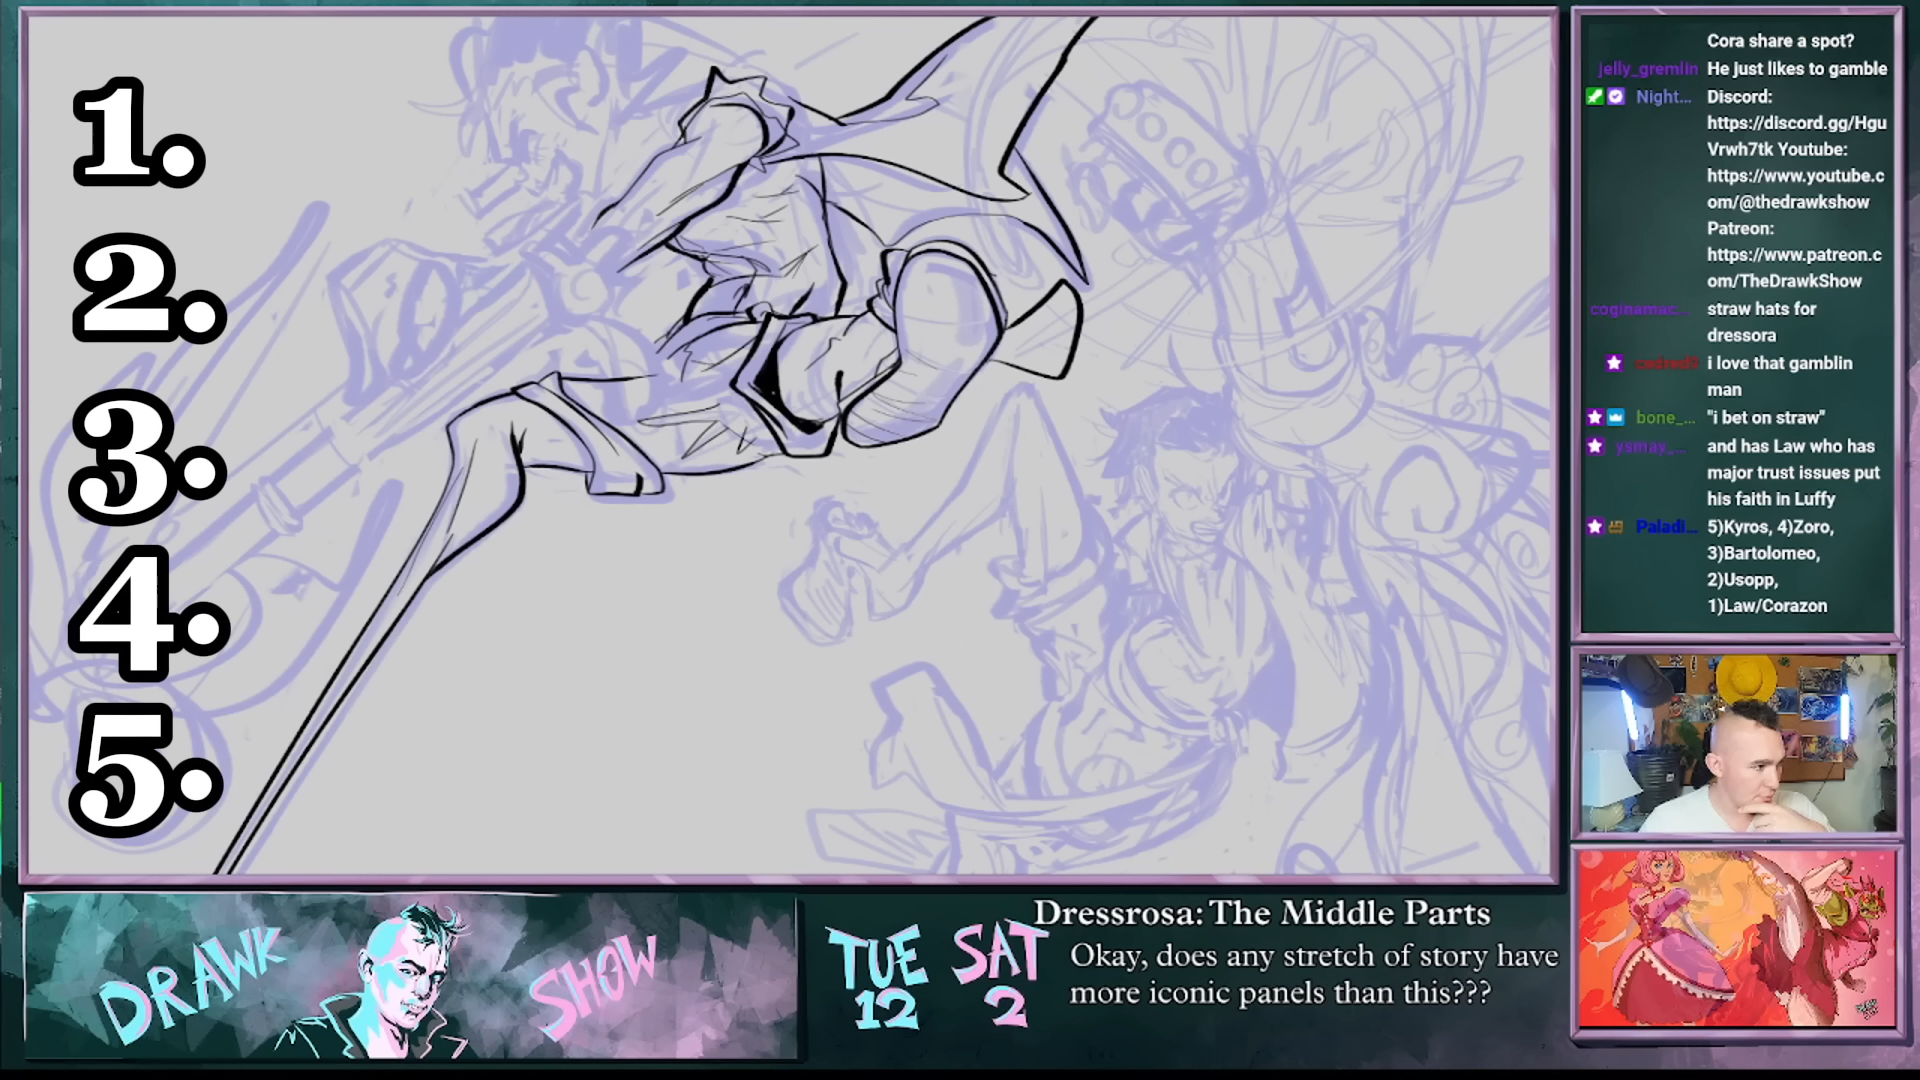 1.
2.
3.
4.
5.
Cora share a spot?
jelly_gremlin He just likes to gamble
Night... Discord:
https://discord.gg/Hgu
Vrwh7tk Youtube:
https://www.youtube.c
om/@thedrawkshow
Patreon:
https://www.patreon.c
om/TheDrawkShow
coginamac... straw hats for
dressora
i love that gamblin
man
bone_... "i bet on straw"
ysmay_... and has Law who has
major trust issues put
his faith in Luffy
Paladi... 5)Kyros, 4)Zoro,
3)Bartolomeo,
2)Usopp,
1)Law/Corazon
DRAWK SHOW
TUE 12
SAT 2
Dressrosa: The Middle Parts
Okay, does any stretch of story have
more iconic panels than this???